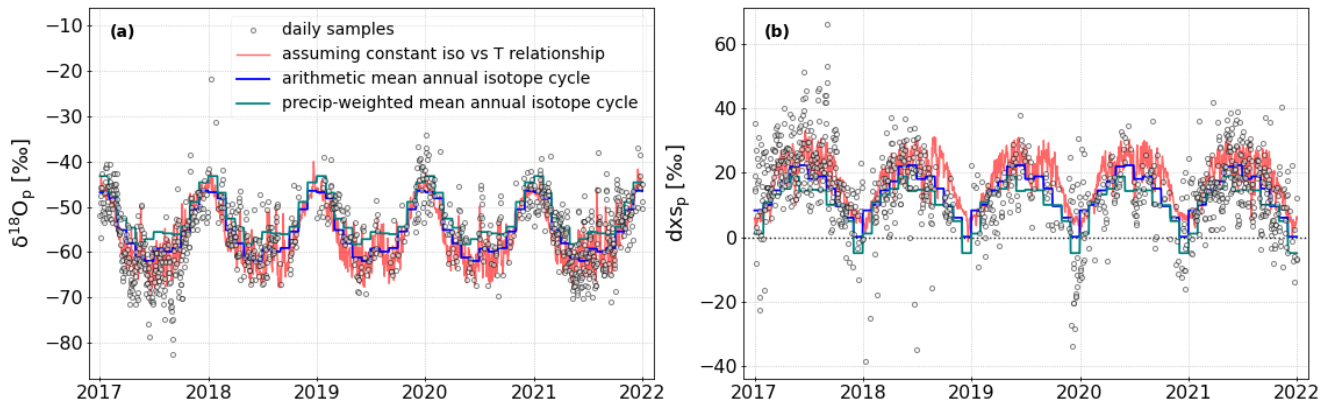 (a)
daily samples
assuming constant iso vs T relationship
arithmetic mean annual isotope cycle
precip-weighted mean annual isotope cycle
δ¹⁸Oₚ [‰]
−10
−20
−30
−40
−50
−60
−70
−80
2017 2018 2019 2020 2021 2022
(b)
dxsₚ [‰]
60
40
20
0
−20
−40
2017 2018 2019 2020 2021 2022